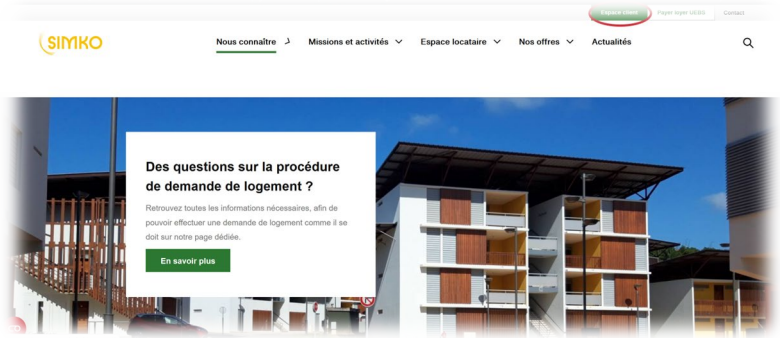 Espace client
Payer loyer
Contact
SIMKO
Nous connaître
Missions et activités
Espace locataire
Nos offres
Actualités
Des questions sur la procédure
de demande de logement ?
Retrouvez toutes les informations nécessaires, afin de
pouvoir effectuer une demande de logement comme il se
doit sur notre page dédiée.
En savoir plus